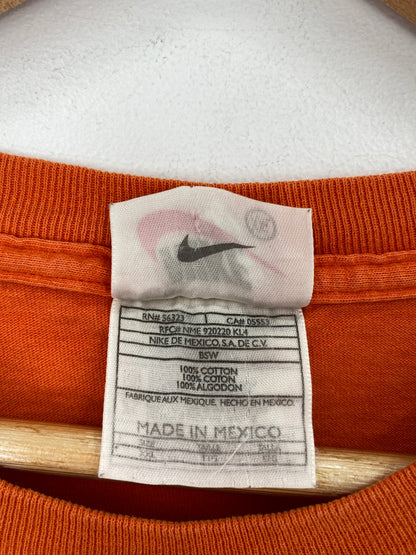 RN# 56323 CA# 05553
RFC# NME 920220 KL4
NIKE DE MEXICO, S.A. DE C.V.
BSW
100% COTTON
100% COTON
100% ALGODON
FABRIQUE AUX MEXIQUE, HECHO EN MEXICO
MADE IN MEXICO